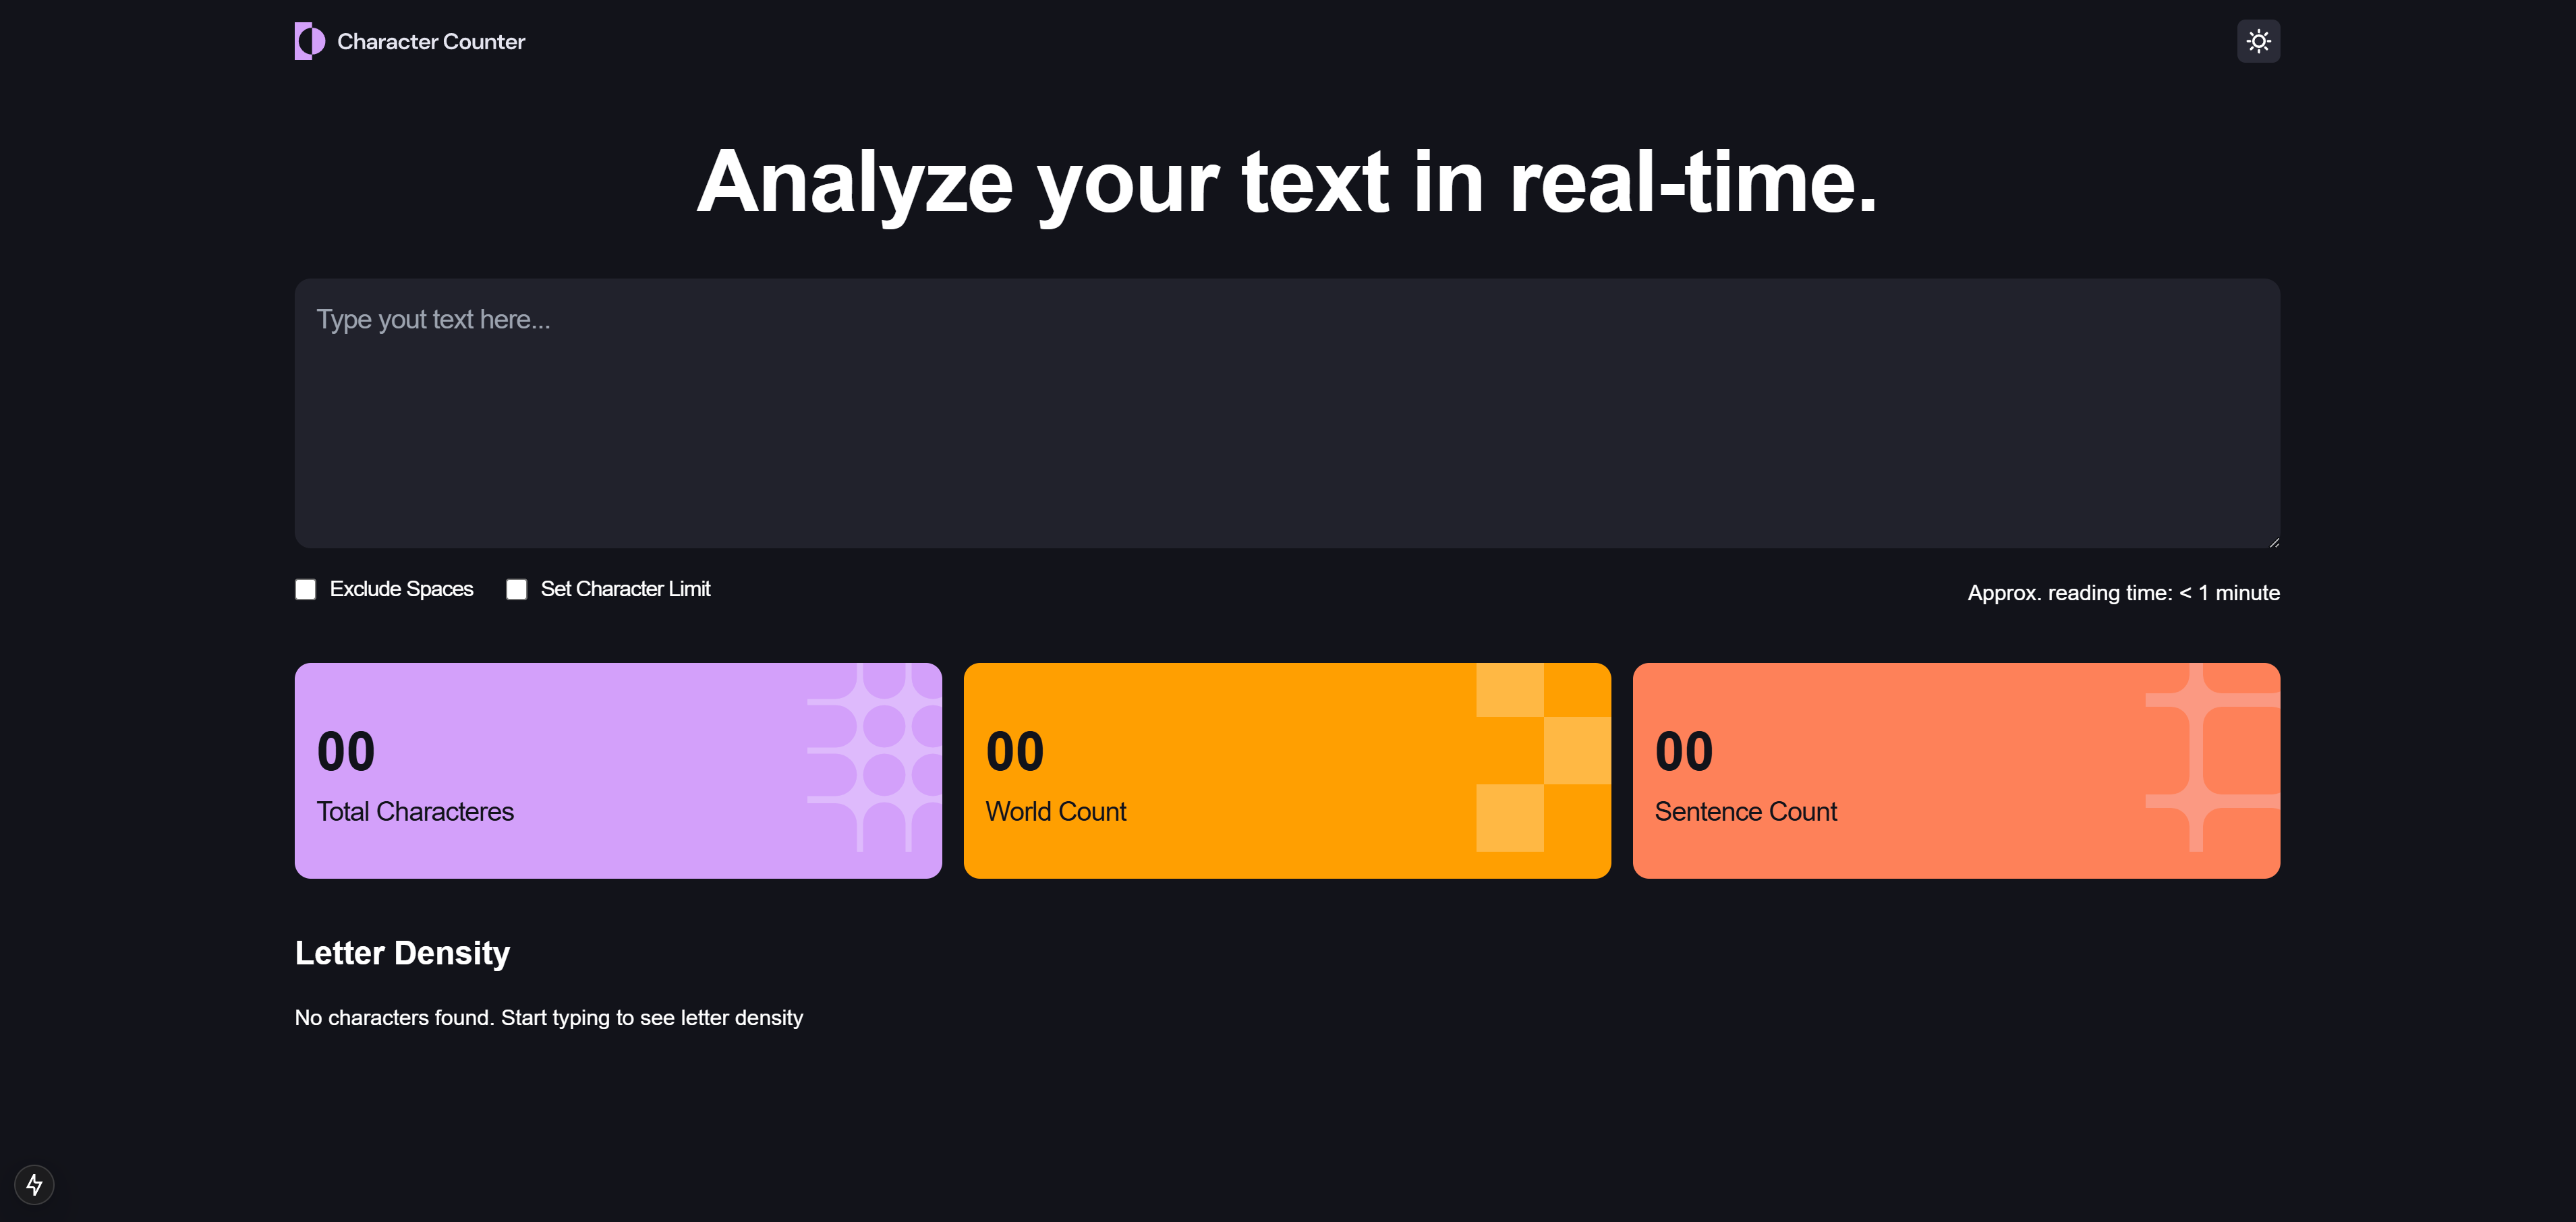 Character Counter
Analyze your text in real-time.
Type yout text here...
Exclude Spaces
Set Character Limit
Approx. reading time: < 1 minute
00
Total Characteres
00
World Count
00
Sentence Count
Letter Density
No characters found. Start typing to see letter density